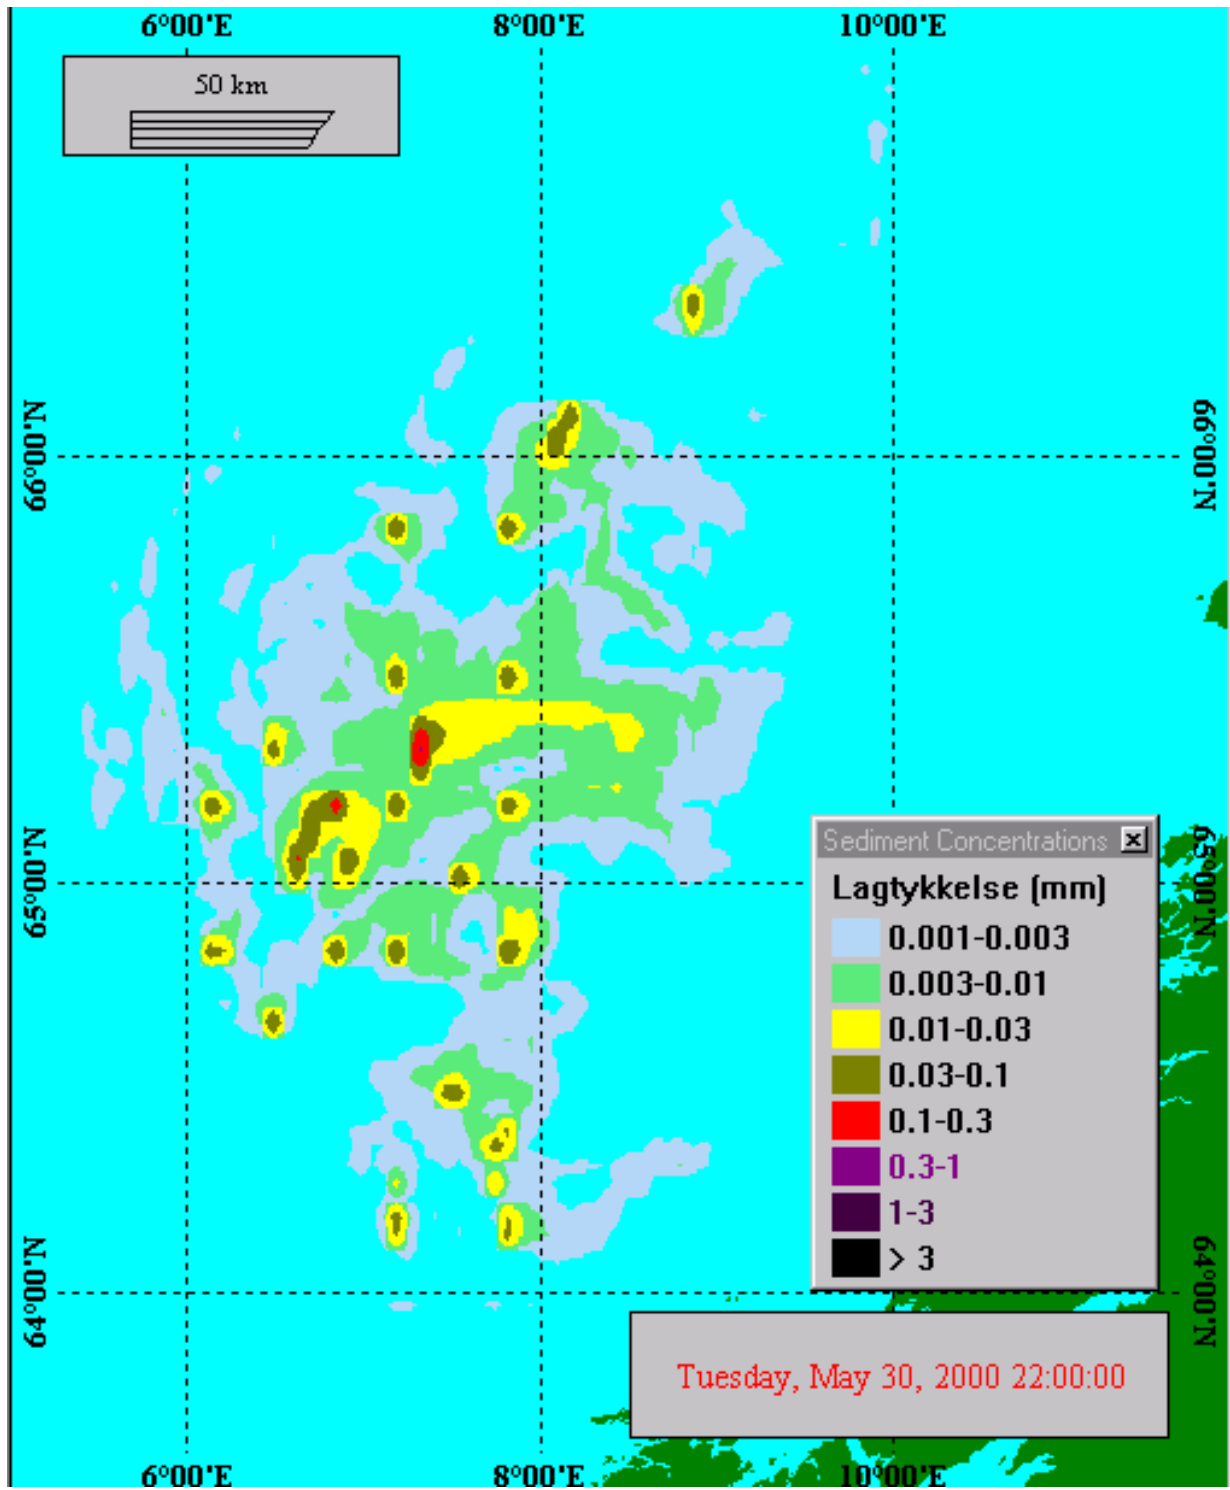 6°00'E 8°00'E 10°00'E
50 km
66°00'N 66°00'N
Sediment Concentrations
Lagtykkelse (mm)
0.001-0.003
0.003-0.01
0.01-0.03
0.03-0.1
0.1-0.3
0.3-1
1-3
> 3
65°00'N 65°00'N
64°00'N 64°00'N
Tuesday, May 30, 2000 22:00:00
6°00'E 8°00'E 10°00'E